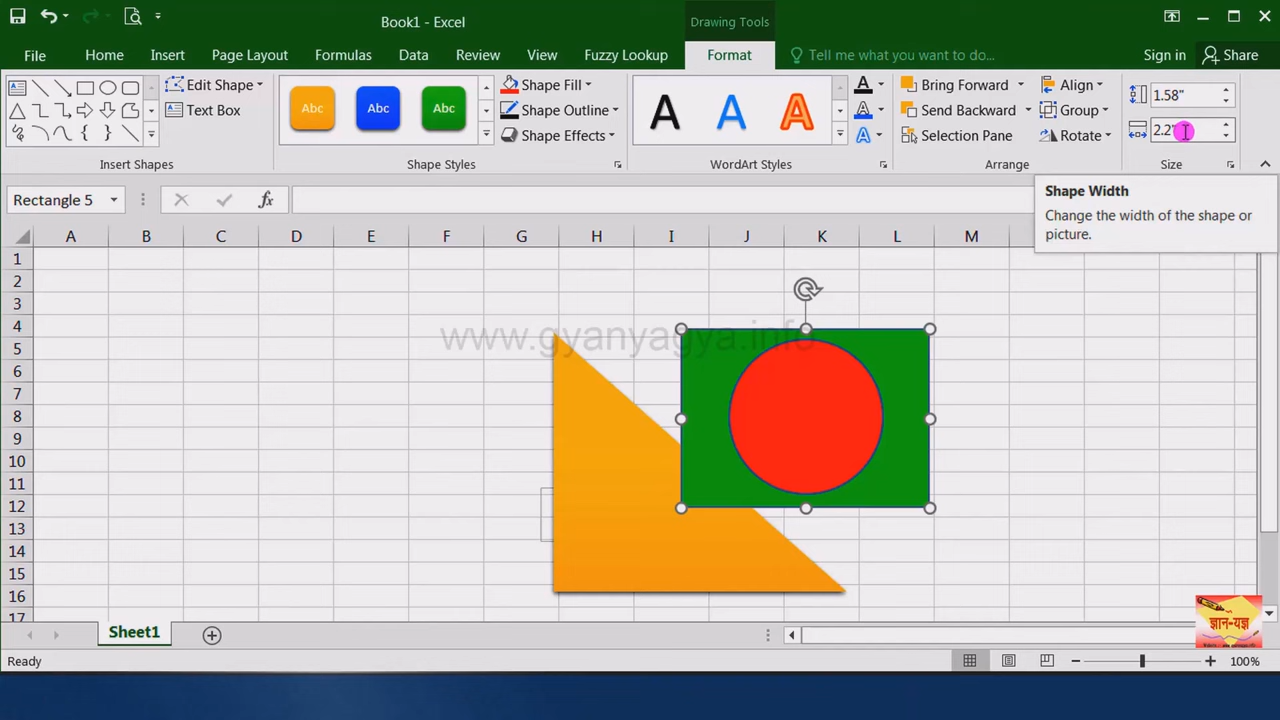 Book1 - Excel
Drawing Tools
File Home Insert Page Layout Formulas Data Review View Fuzzy Lookup Format Tell me what you want to do... Sign in Share
Edit Shape
Text Box
Insert Shapes
Abc Abc Abc
Shape Fill
Shape Outline
Shape Effects
Shape Styles
A A A
A
A
A
WordArt Styles
Bring Forward
Send Backward
Selection Pane
Align
Group
Rotate
Arrange
1.58"
2.2"
Size
Rectangle 5
fx
Shape Width
Change the width of the shape or
picture.
A B C D E F G H I J K L M
1
2
3
4
5
6
7
8
9
10
11
12
13
14
15
16
17
www.gyanyagya.info
ज्ञान-यज्ञ
Sheet1
Ready
100%